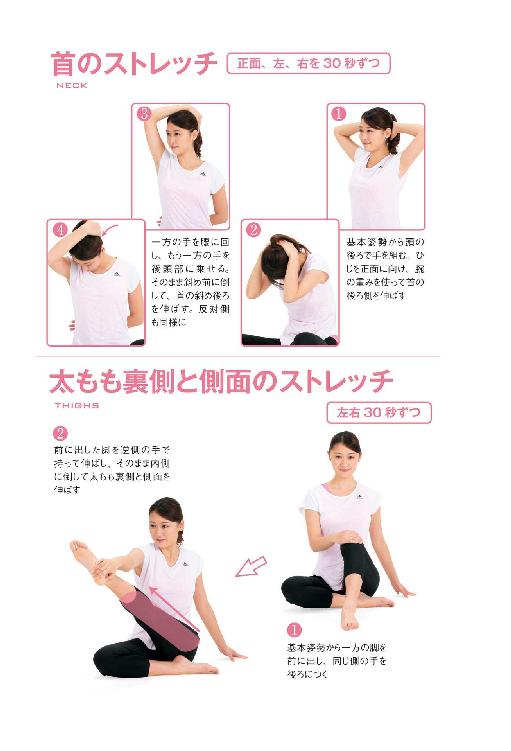 首のストレッチ
正面、左、右を30秒ずつ
NECK
①
基本姿勢から頭の
後ろで手を組む。ひ
じを正面に向け、腕
の重みを使って首の
後ろ側を伸ばす
②
③
一方の手を腰に回
し、もう一方の手を
後頭部に乗せる。
そのまま斜め前に倒
して、首の斜め後ろ
を伸ばす。反対側
も同様に
④
太もも裏側と側面のストレッチ
THIGHS
左右30秒ずつ
①
基本姿勢から一方の脚を
前に出し、同じ側の手を
後ろにつく
②
前に出した脚を逆側の手で
持って伸ばし、そのまま内側
に倒して太もも裏側と側面を
伸ばす